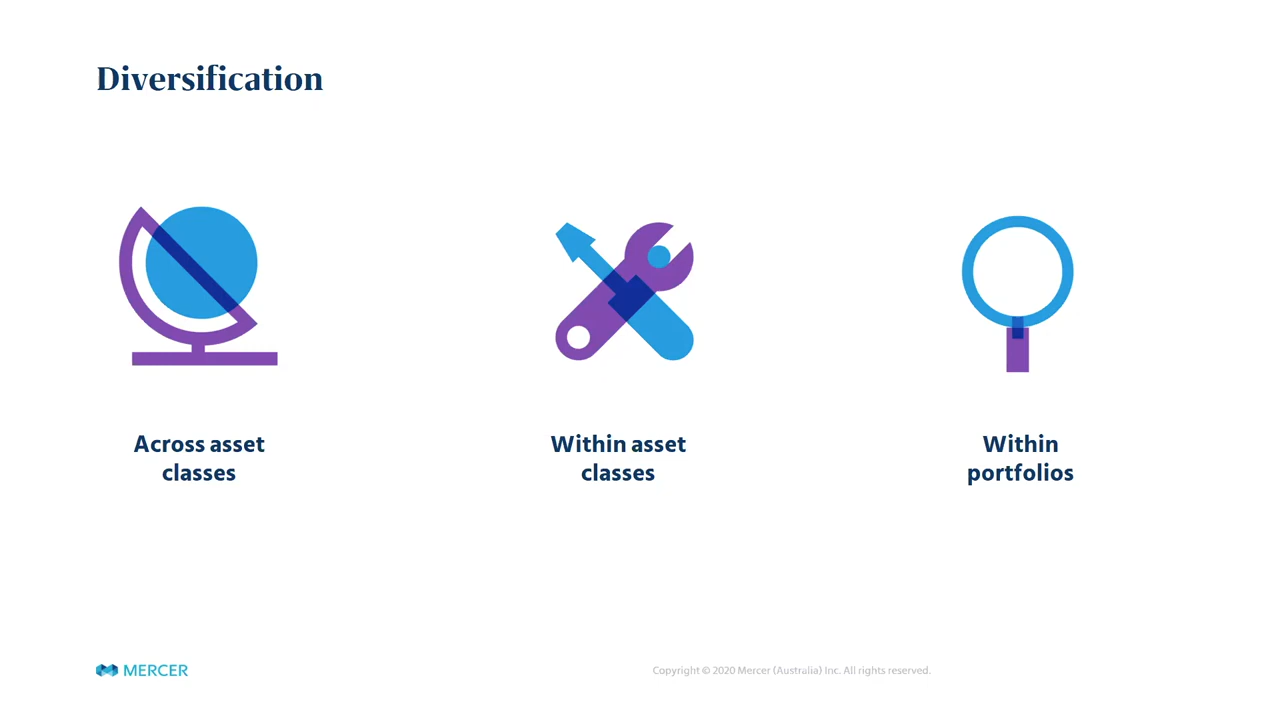 Diversification
Across asset
classes
Within asset
classes
Within
portfolios
MERCER
Copyright © 2020 Mercer (Australia) Inc. All rights reserved.